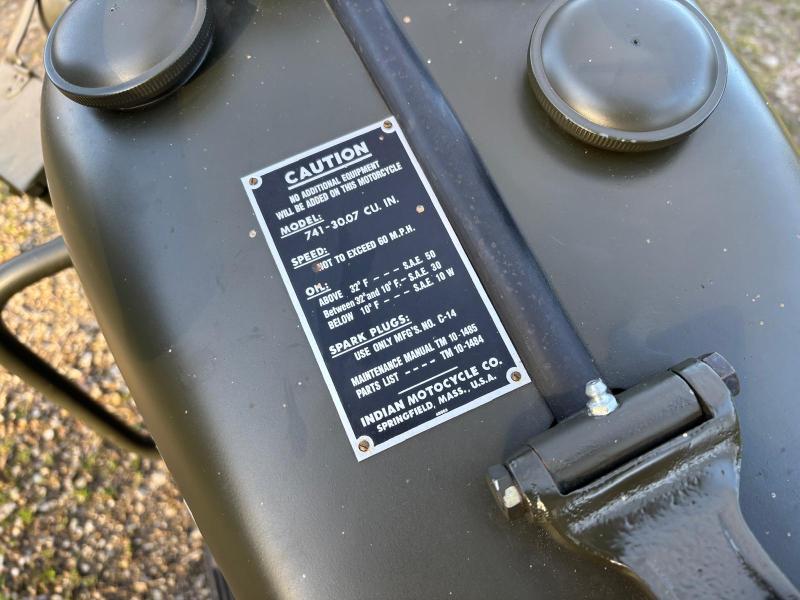 CAUTION
NO ADDITIONAL EQUIPMENT
WILL BE ADDED ON THIS MOTORCYCLE
MODEL:
741-30.07 CU. IN.
SPEED:
NOT TO EXCEED 60 M.P.H.
OIL:
ABOVE 32° F - - - - S.A.E. 50
Between 32° and 10° F. - S.A.E. 30
BELOW 10° F - - - - S.A.E. 10 W
SPARK PLUGS:
USE ONLY MFG'S. NO. C-14
MAINTENANCE MANUAL TM 10-1485
PARTS LIST - - - - TM 10-1484
INDIAN MOTOCYCLE CO.
SPRINGFIELD, MASS., U.S.A.